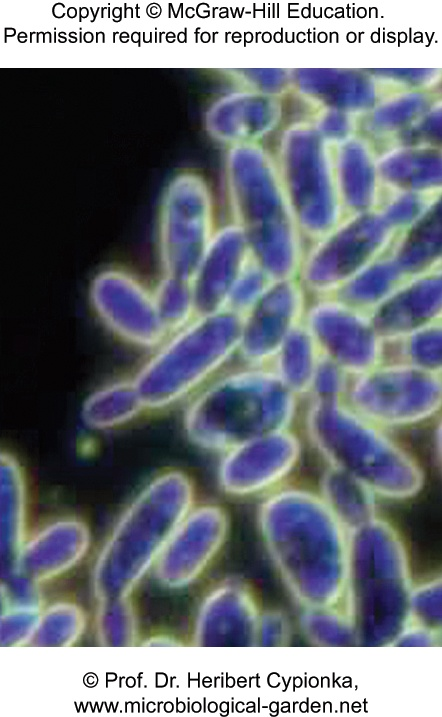 Copyright © McGraw-Hill Education.
Permission required for reproduction or display.
© Prof. Dr. Heribert Cypionka,
www.microbiological-garden.net